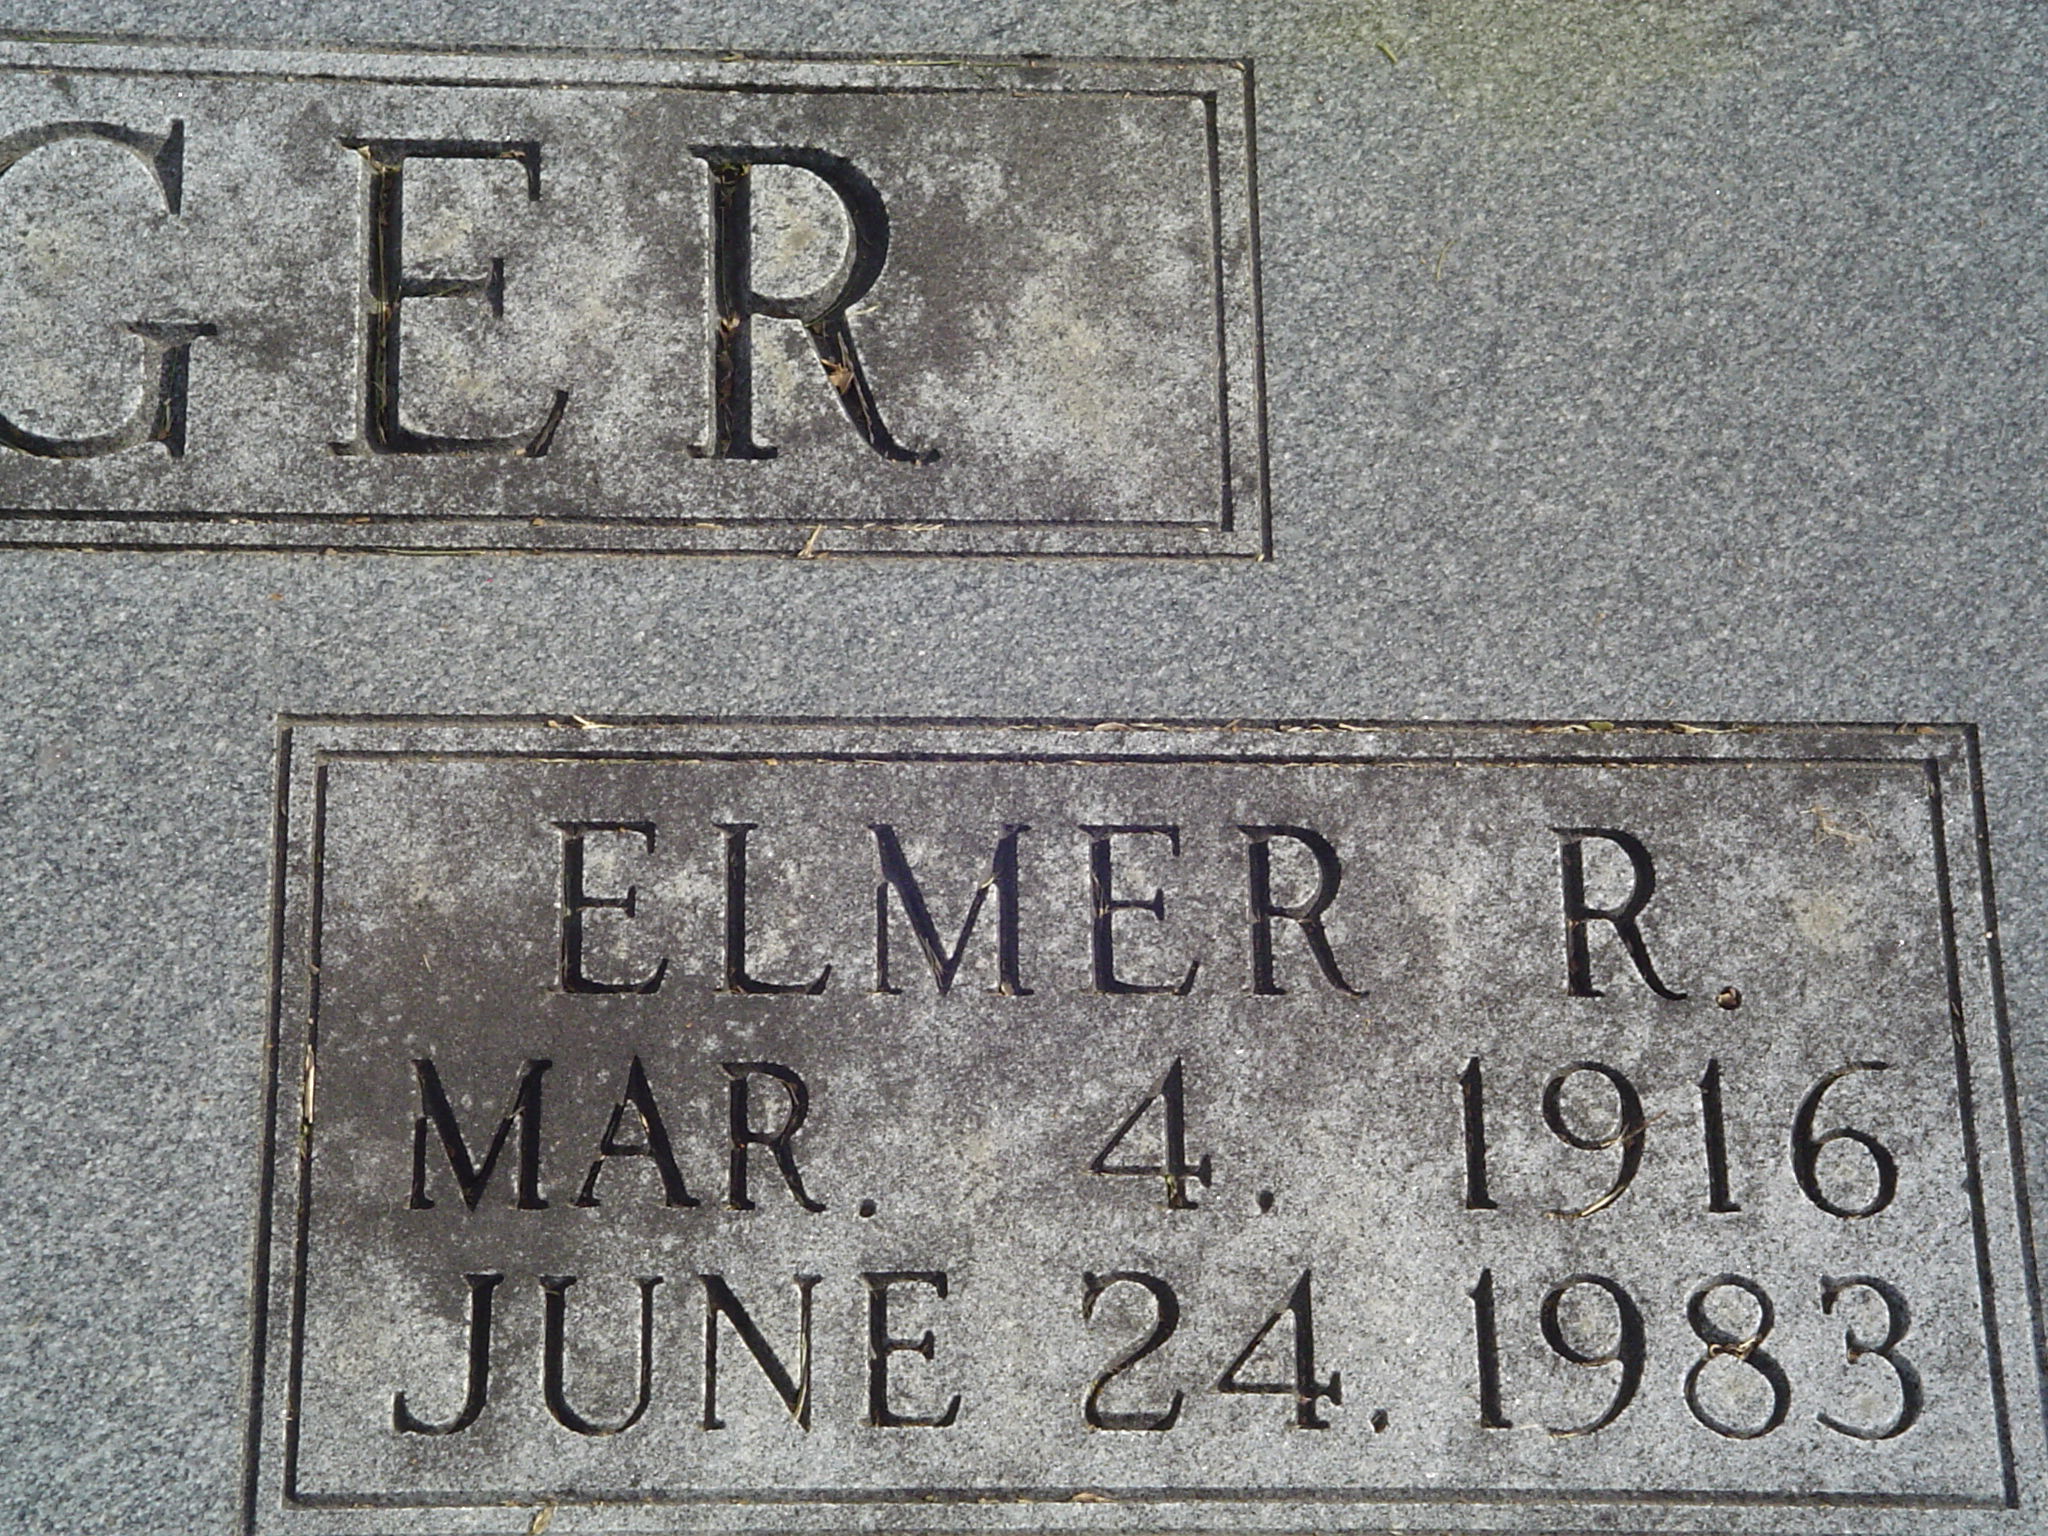 GER
ELMER R.
MAR. 4. 1916
JUNE 24. 1983